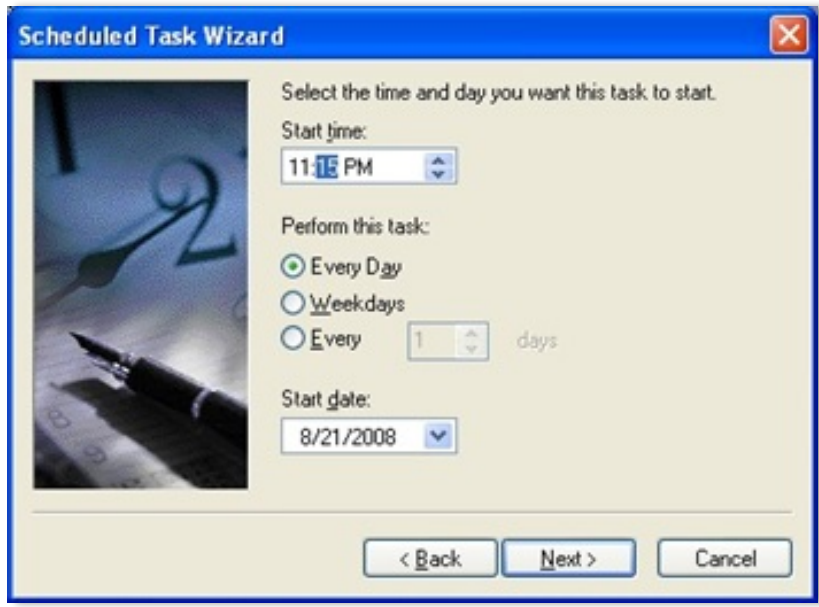 Scheduled Task Wizard
Select the time and day you want this task to start.
Start time:
11:15 PM
Perform this task:
Every Day
Weekdays
Every 1 days
Start date:
8/21/2008
< Back Next > Cancel
2